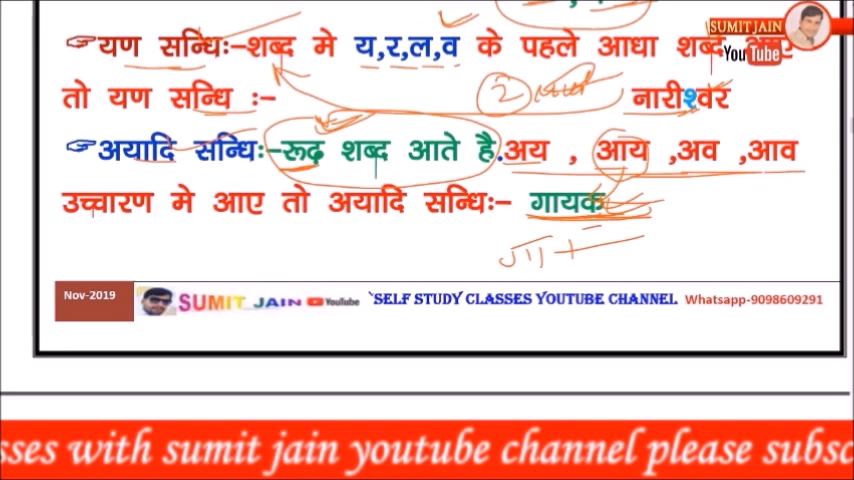 SUMIT JAIN
YouTube
☞यण सन्धिः-शब्द मे य,र,ल,व के पहले आधा शब्द आए
तो यण सन्धि :- 2 नारीश्वर
☞अयादि सन्धिः-रूढ़ शब्द आते है.अय , आय ,अव ,आव
उच्चारण मे आए तो अयादि सन्धिः- गायक
Nov-2019 SUMIT JAIN YouTube `SELF STUDY CLASSES YOUTUBE CHANNEL Whatsapp-9098609291
sses with sumit jain youtube channel please subsc